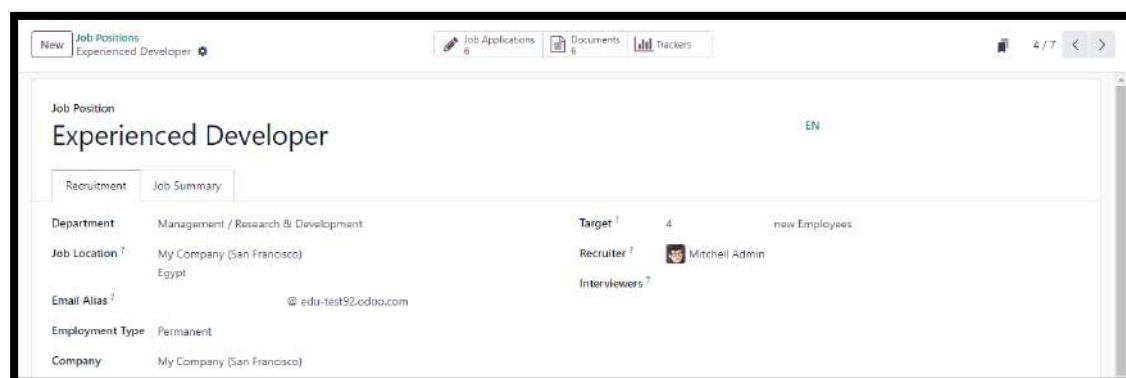 New
Job Positions
Experienced Developer
Job Applications
6
Documents
6
Trackers
4 / 7
Job Position
Experienced Developer
EN
Recruitment
Job Summary
Department Management / Research & Development
Target ? 4 new Employees
Job Location ? My Company (San Francisco)
Egypt
Recruiter ? Mitchell Admin
Interviewers ?
Email Alias ? @ edu-test92.odoo.com
Employment Type Permanent
Company My Company (San Francisco)